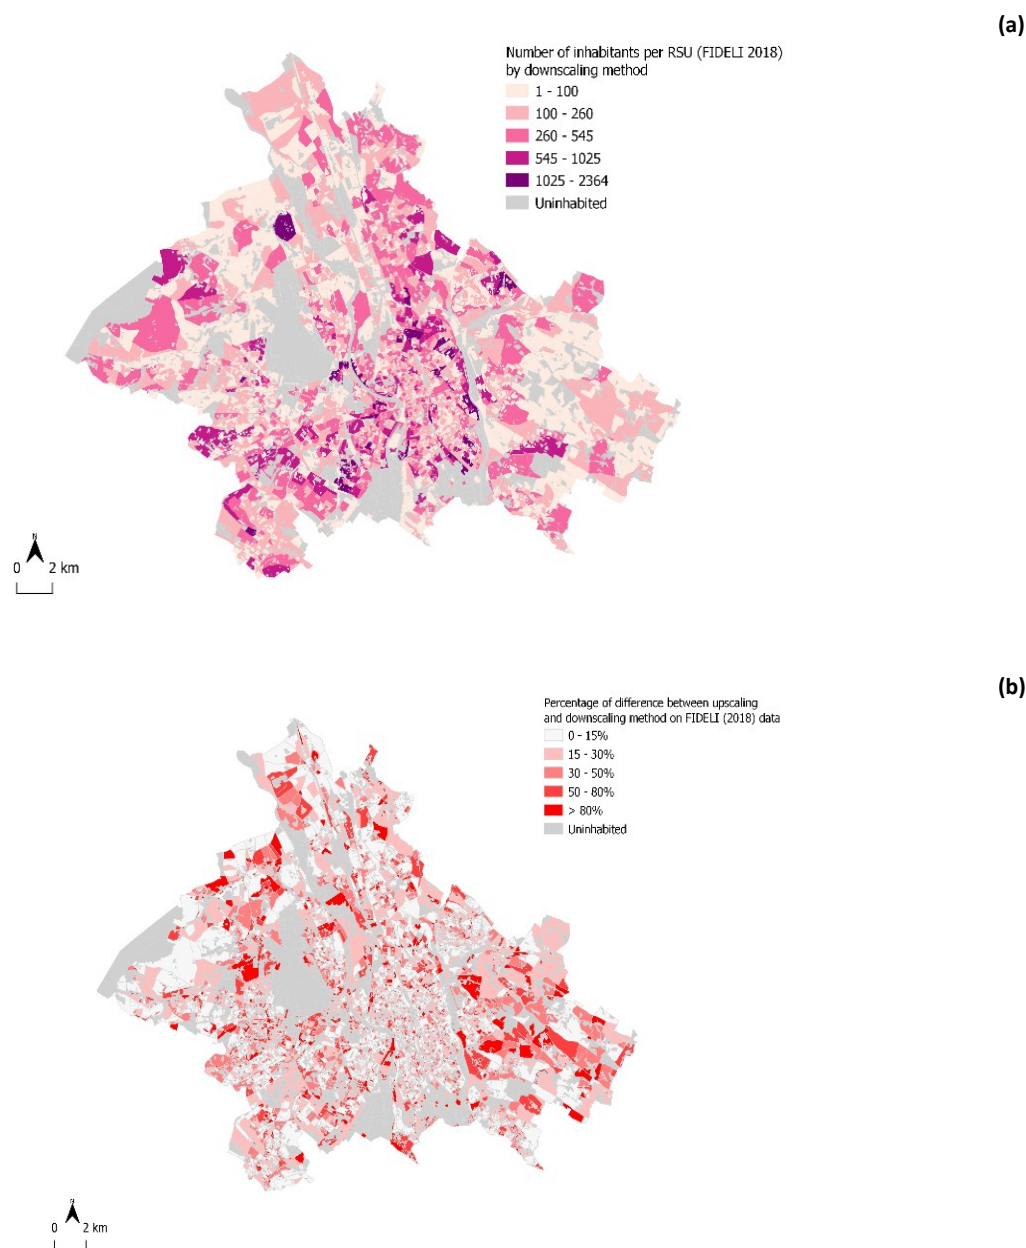 (a)
Number of inhabitants per RSU (FIDELI 2018)
by downscaling method
1 - 100
100 - 260
260 - 545
545 - 1025
1025 - 2364
Uninhabited
N
0 2 km
(b)
Percentage of difference between upscaling
and downscaling method on FIDELI (2018) data
0 - 15%
15 - 30%
30 - 50%
50 - 80%
> 80%
Uninhabited
N
0 2 km